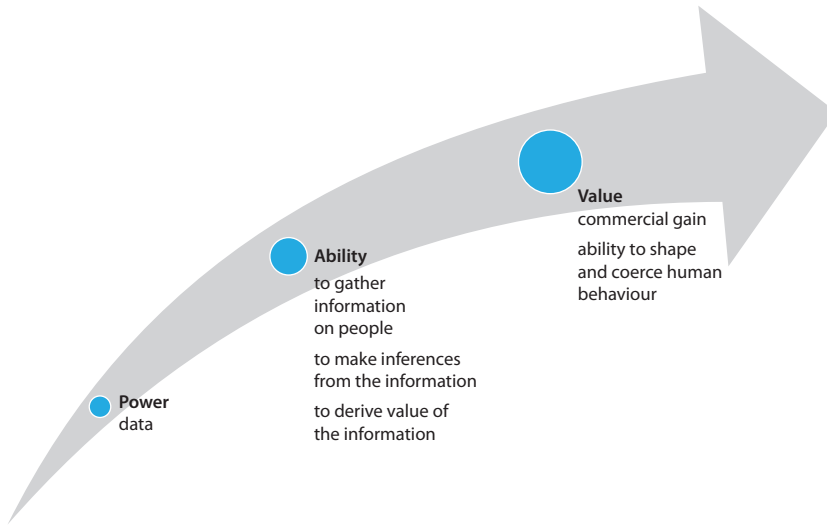 Power
data
Ability
to gather
information
on people
to make inferences
from the information
to derive value of
the information
Value
commercial gain
ability to shape
and coerce human
behaviour